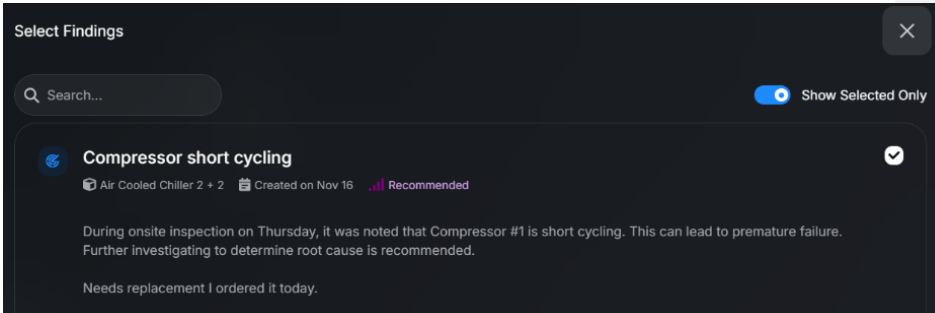 Select Findings
Search...
Show Selected Only
Compressor short cycling
Air Cooled Chiller 2 + 2 Created on Nov 16 Recommended
During onsite inspection on Thursday, it was noted that Compressor #1 is short cycling. This can lead to premature failure.
Further investigating to determine root cause is recommended.
Needs replacement I ordered it today.